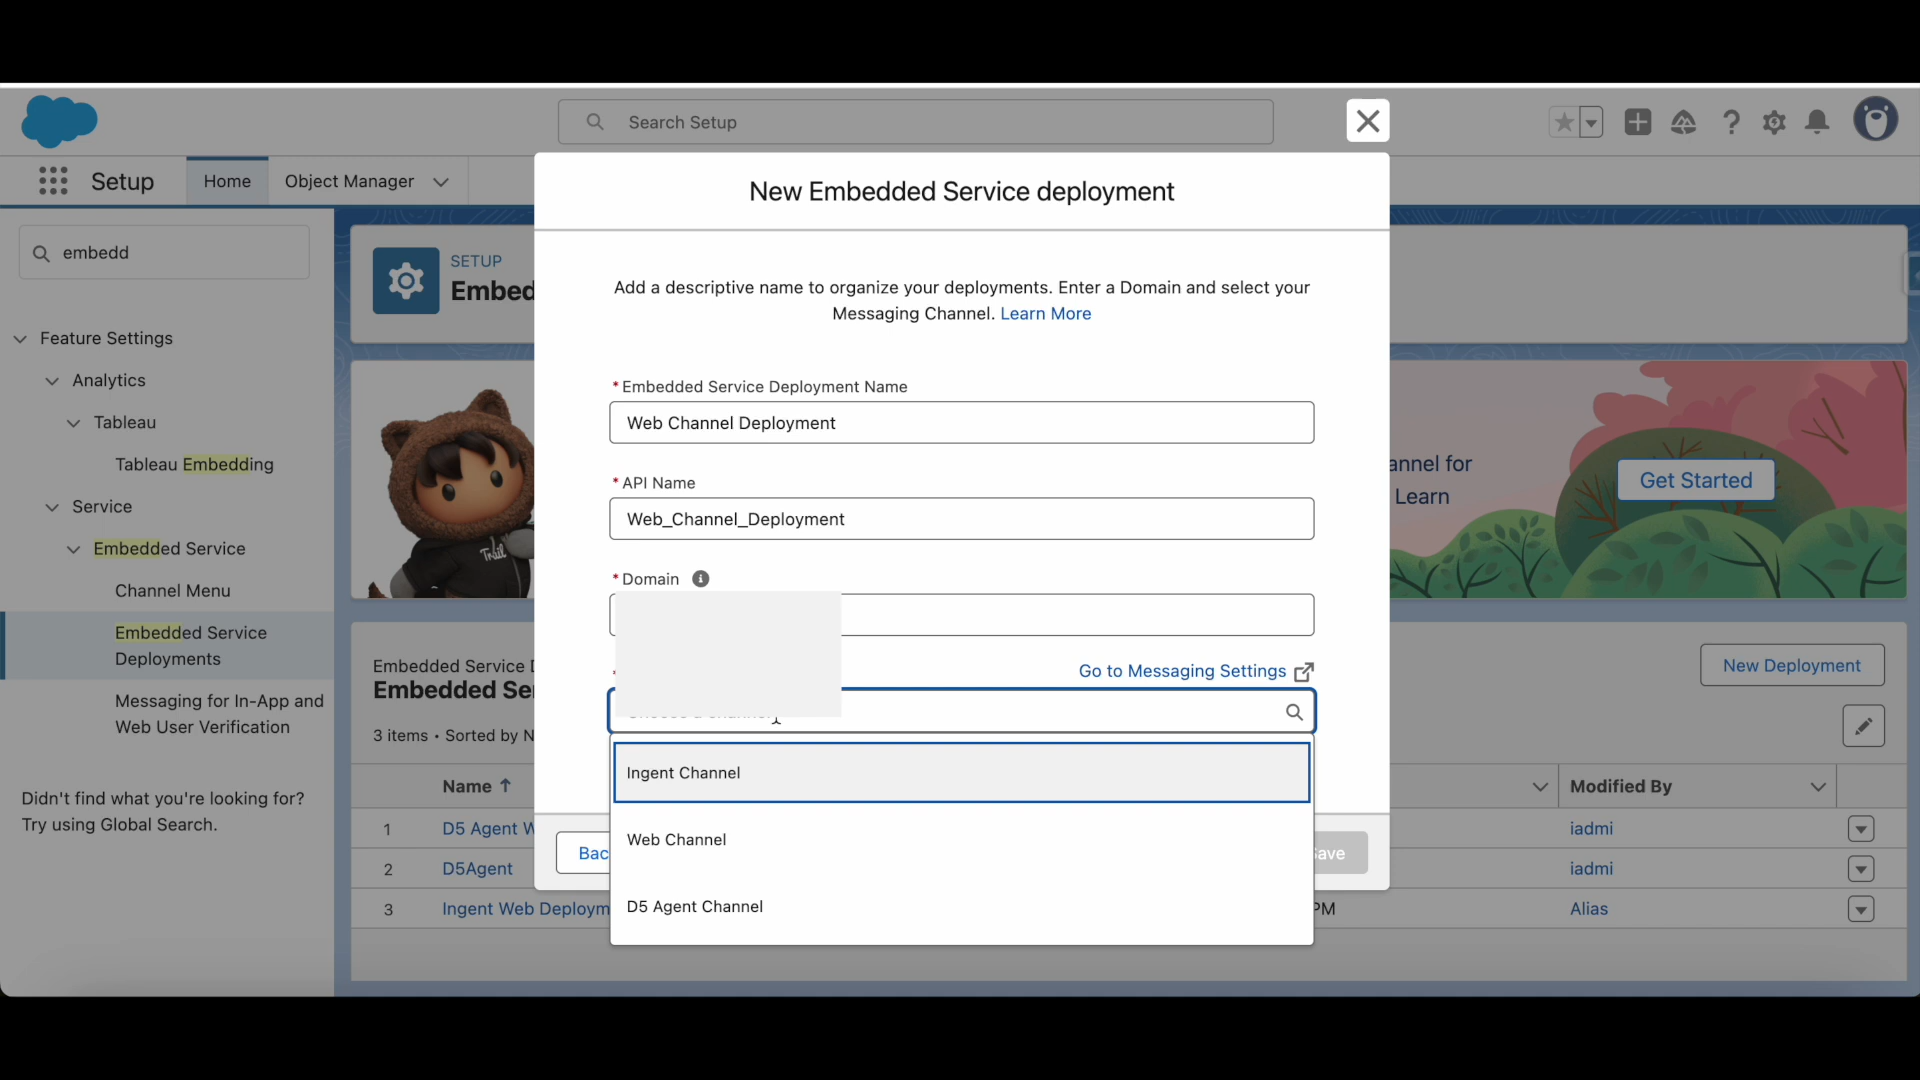 Search Setup
Setup
Home
Object Manager
embedd
Feature Settings
Analytics
Tableau
Tableau Embedding
Service
Embedded Service
Channel Menu
Embedded Service
Deployments
Messaging for In-App and
Web User Verification
Didn't find what you're looking for?
Try using Global Search.
SETUP
Embed
annel for
Learn
Get Started
Embedded Service
Embedded Se
3 items • Sorted by N
New Deployment
Name ↑
Modified By
1 D5 Agent W iadmi
2 D5Agent iadmi
3 Ingent Web Deploym PM Alias
New Embedded Service deployment
Add a descriptive name to organize your deployments. Enter a Domain and select your
Messaging Channel. Learn More
* Embedded Service Deployment Name
Web Channel Deployment
* API Name
Web_Channel_Deployment
* Domain
Go to Messaging Settings
Ingent Channel
Web Channel
D5 Agent Channel
Bac
ave